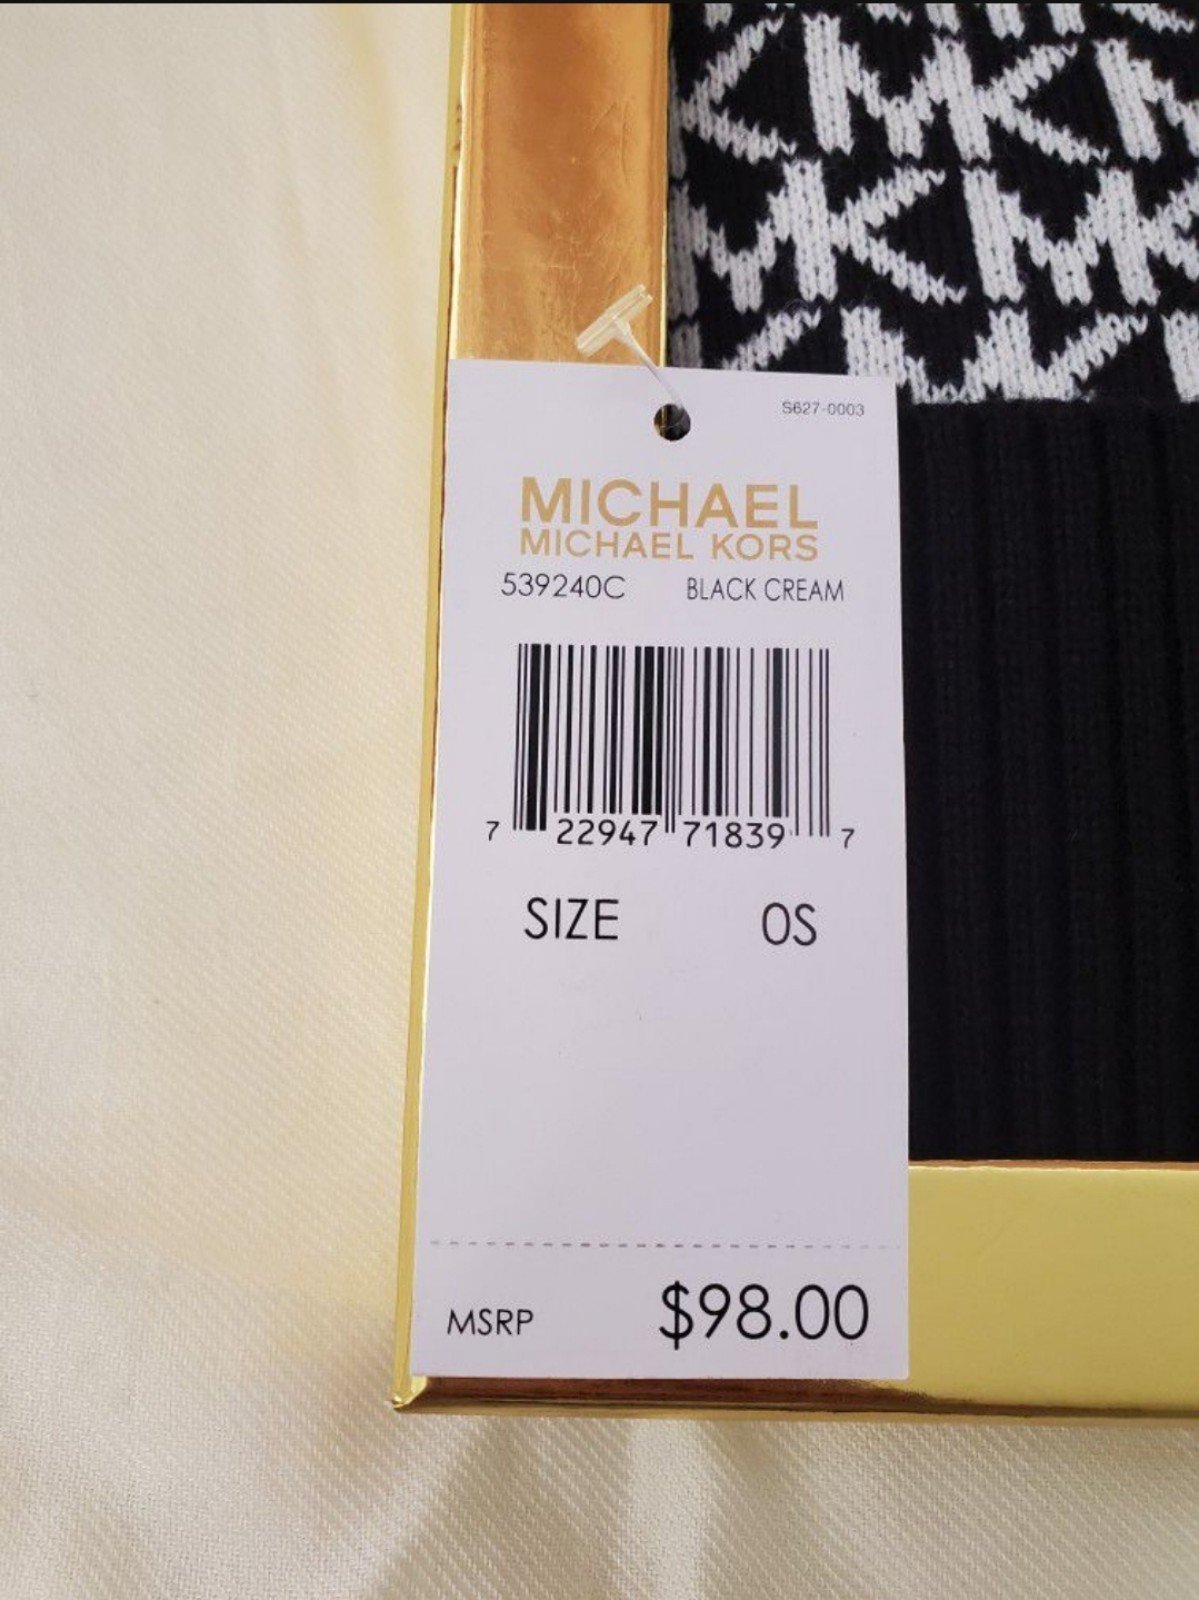 S627-0003
MICHAEL
MICHAEL KORS
539240C BLACK CREAM
7 22947 71839 7
SIZE OS
MSRP $98.00